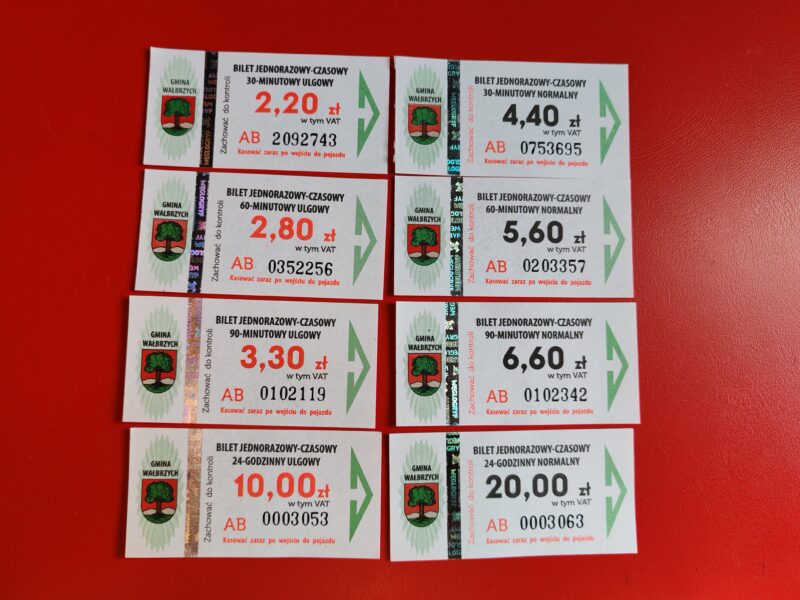 GMINA
WAŁBRZYCH
Zachować do kontroli
BILET JEDNORAZOWY-CZASOWY
30-MINUTOWY ULGOWY
2,20 zł
w tym VAT
AB 2092743
Kasować zaraz po wejściu do pojazdu
GMINA
WAŁBRZYCH
Zachować do kontroli
BILET JEDNORAZOWY-CZASOWY
30-MINUTOWY NORMALNY
4,40 zł
w tym VAT
AB 0753695
Kasować zaraz po wejściu do pojazdu
GMINA
WAŁBRZYCH
Zachować do kontroli
BILET JEDNORAZOWY-CZASOWY
60-MINUTOWY ULGOWY
2,80 zł
w tym VAT
AB 0352256
Kasować zaraz po wejściu do pojazdu
GMINA
WAŁBRZYCH
Zachować do kontroli
BILET JEDNORAZOWY-CZASOWY
60-MINUTOWY NORMALNY
5,60 zł
w tym VAT
AB 0203357
Kasować zaraz po wejściu do pojazdu
GMINA
WAŁBRZYCH
Zachować do kontroli
BILET JEDNORAZOWY-CZASOWY
90-MINUTOWY ULGOWY
3,30 zł
w tym VAT
AB 0102119
Kasować zaraz po wejściu do pojazdu
GMINA
WAŁBRZYCH
Zachować do kontroli
BILET JEDNORAZOWY-CZASOWY
90-MINUTOWY NORMALNY
6,60 zł
w tym VAT
AB 0102342
Kasować zaraz po wejściu do pojazdu
GMINA
WAŁBRZYCH
Zachować do kontroli
BILET JEDNORAZOWY-CZASOWY
24-GODZINNY ULGOWY
10,00 zł
w tym VAT
AB 0003053
Kasować zaraz po wejściu do pojazdu
GMINA
WAŁBRZYCH
Zachować do kontroli
BILET JEDNORAZOWY-CZASOWY
24-GODZINNY NORMALNY
20,00 zł
w tym VAT
AB 0003063
Kasować zaraz po wejściu do pojazdu